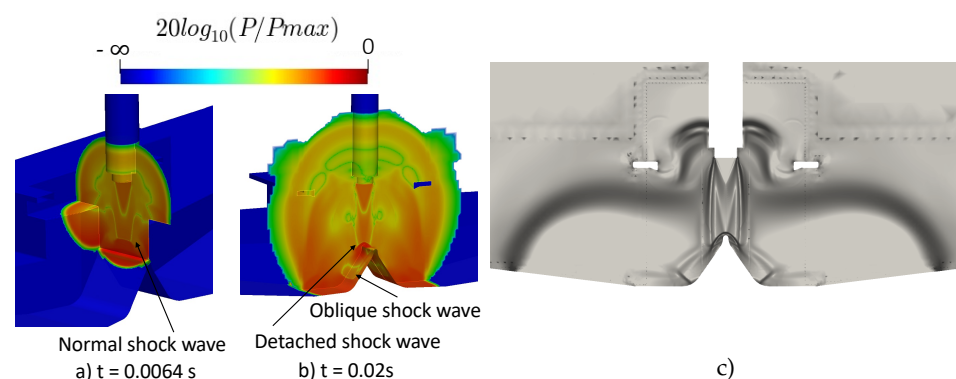 20log10(P/Pmax)
- ∞ 0
Oblique shock wave
Normal shock wave Detached shock wave
a) t = 0.0064 s b) t = 0.02s c)